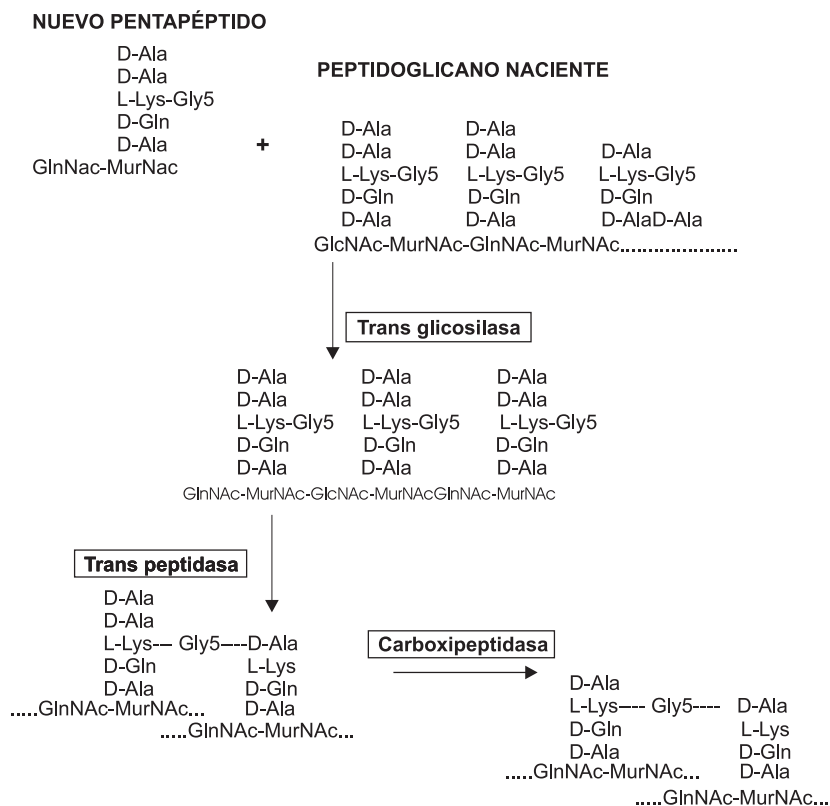 NUEVO PENTAPÉPTIDO
D-Ala
D-Ala
L-Lys-Gly5
D-Gln
D-Ala
GlnNac-MurNac
+
PEPTIDOGLICANO NACIENTE
D-Ala D-Ala
D-Ala D-Ala D-Ala
L-Lys-Gly5 L-Lys-Gly5 L-Lys-Gly5
D-Gln D-Gln D-Gln
D-Ala D-Ala D-AlaD-Ala
GlcNAc-MurNAc-GlnNAc-MurNAc....................
Trans glicosilasa
D-Ala D-Ala D-Ala
D-Ala D-Ala D-Ala
L-Lys-Gly5 L-Lys-Gly5 L-Lys-Gly5
D-Gln D-Gln D-Gln
D-Ala D-Ala D-Ala
GlnNAc-MurNAc-GlcNAc-MurNAcGlnNAc-MurNAc
Trans peptidasa
D-Ala
D-Ala
L-Lys--- Gly5----D-Ala
D-Gln L-Lys
D-Ala D-Gln
.....GlnNAc-MurNAc... D-Ala
.....GlnNAc-MurNAc...
Carboxipeptidasa
D-Ala
L-Lys---- Gly5---- D-Ala
D-Gln L-Lys
D-Ala D-Gln
.....GlnNAc-MurNAc... D-Ala
.....GlnNAc-MurNAc...